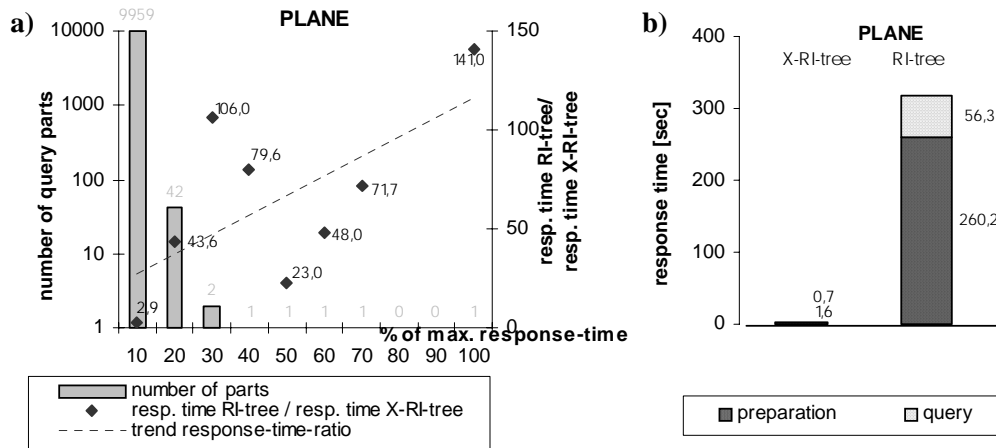 a)
PLANE
number of query parts
10000
1000
100
10
1
9959
42
2
1
1
1
1
0
0
1
2,9
43,6
106,0
79,6
23,0
48,0
71,7
141,0
150
100
50
0
resp. time RI-tree/
resp. time X-RI-tree
% of max. response-time
10 20 30 40 50 60 70 80 90 100
number of parts
resp. time RI-tree / resp. time X-RI-tree
trend response-time-ratio
b)
PLANE
X-RI-tree RI-tree
response time [sec]
400
300
200
100
0
0,7
1,6
56,3
260,2
preparation query